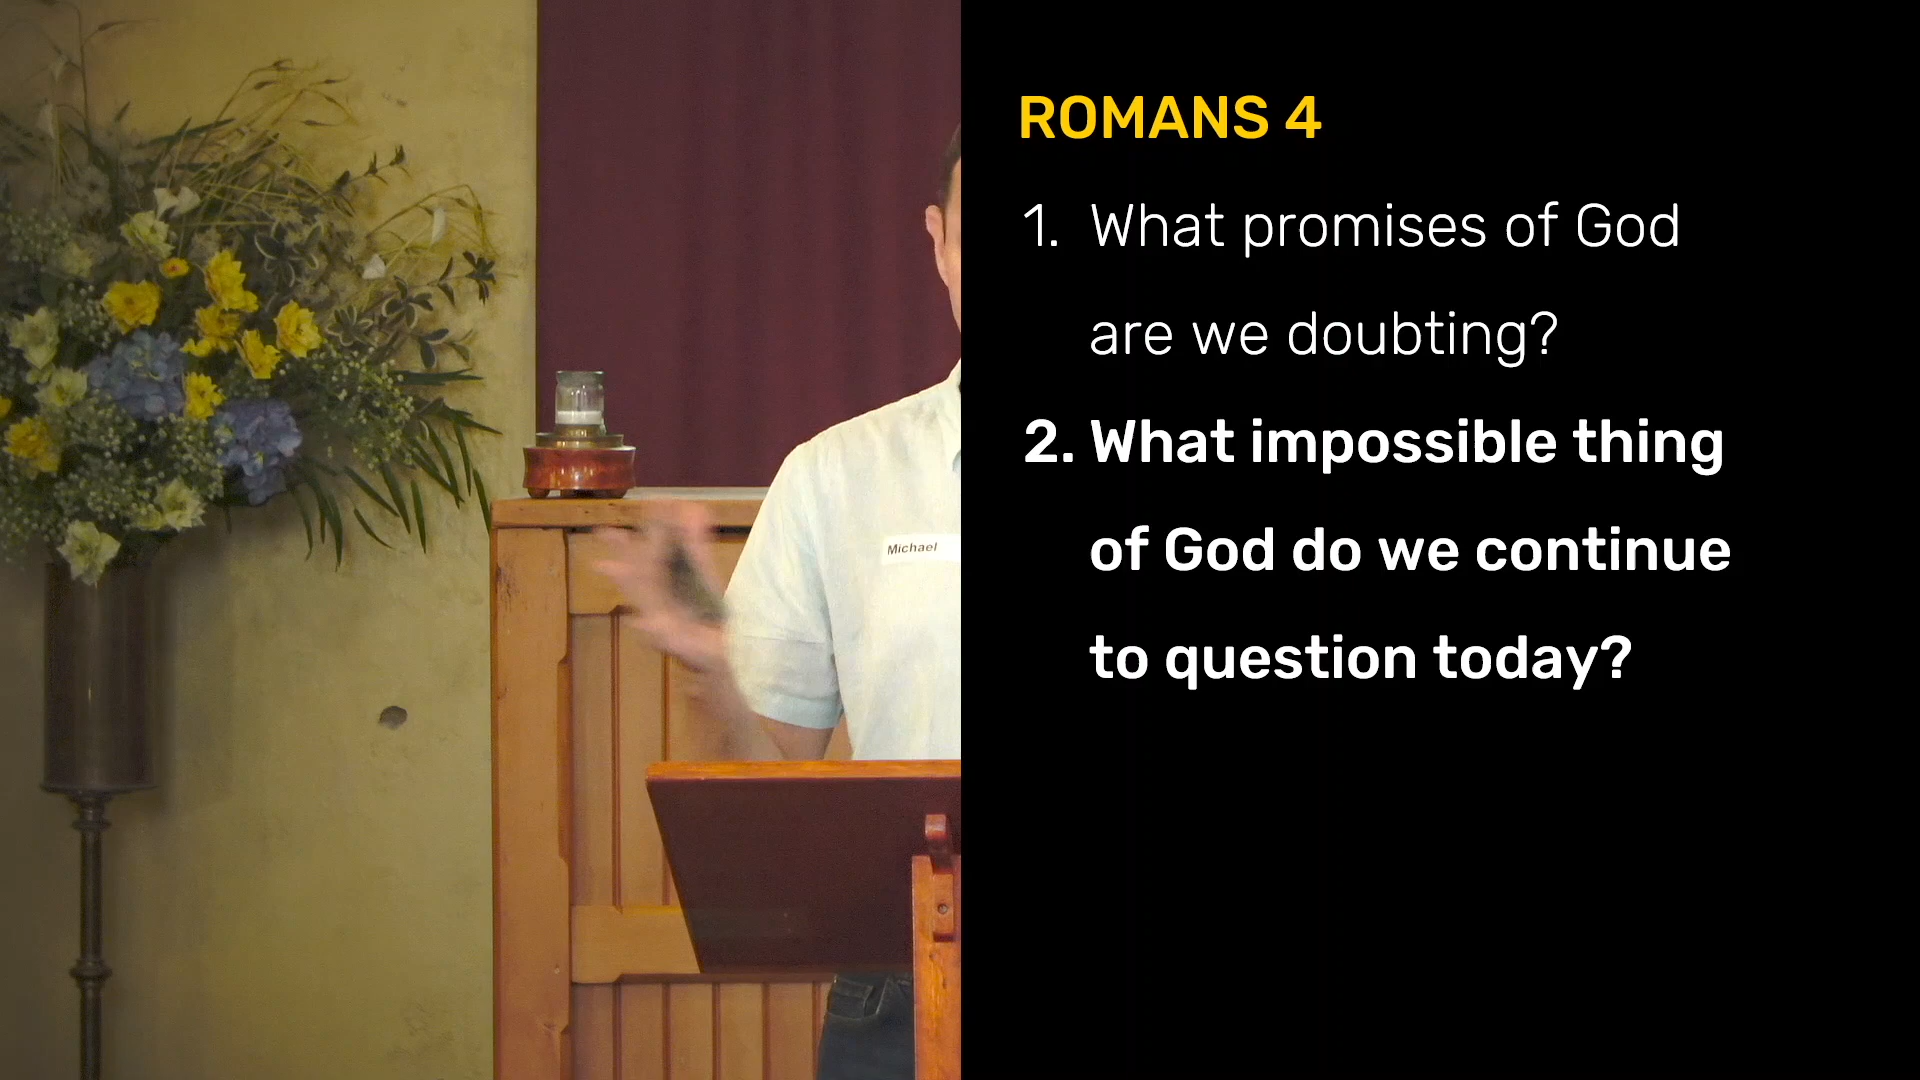 ROMANS 4
1. What promises of God
are we doubting?
2. What impossible thing
of God do we continue
to question today?
Michael